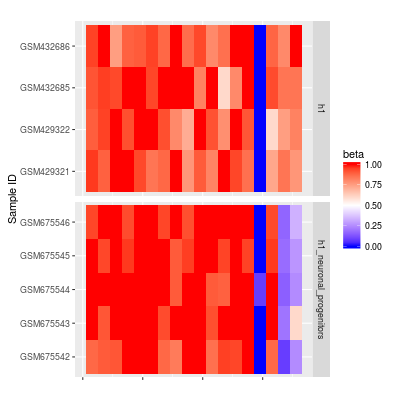 GSM432686
GSM432685
GSM429322
GSM429321
h1
GSM675546
GSM675545
GSM675544
GSM675543
GSM675542
h1_neuronal_progenitors
Sample ID
beta
1.00
0.75
0.50
0.25
0.00